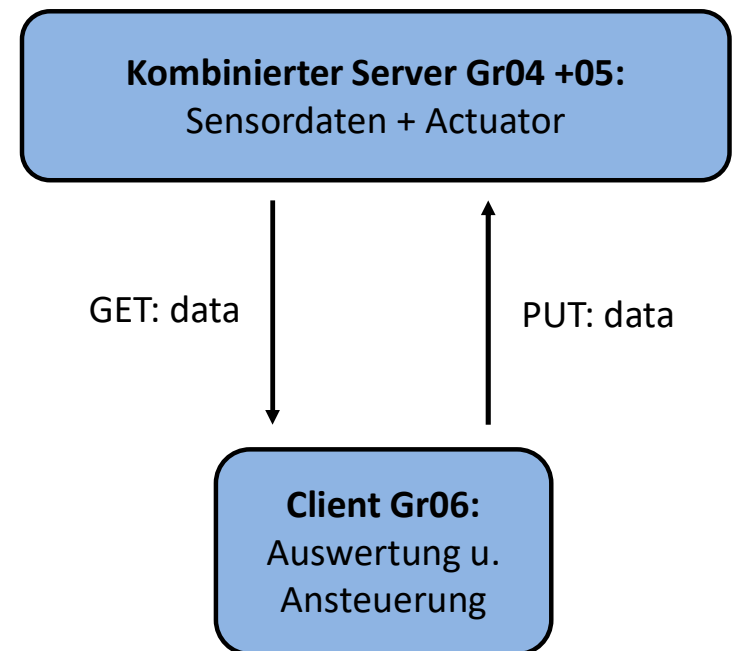 Kombinierter Server Gr04 +05:
Sensordaten + Actuator
GET: data
PUT: data
Client Gr06:
Auswertung u.
Ansteuerung